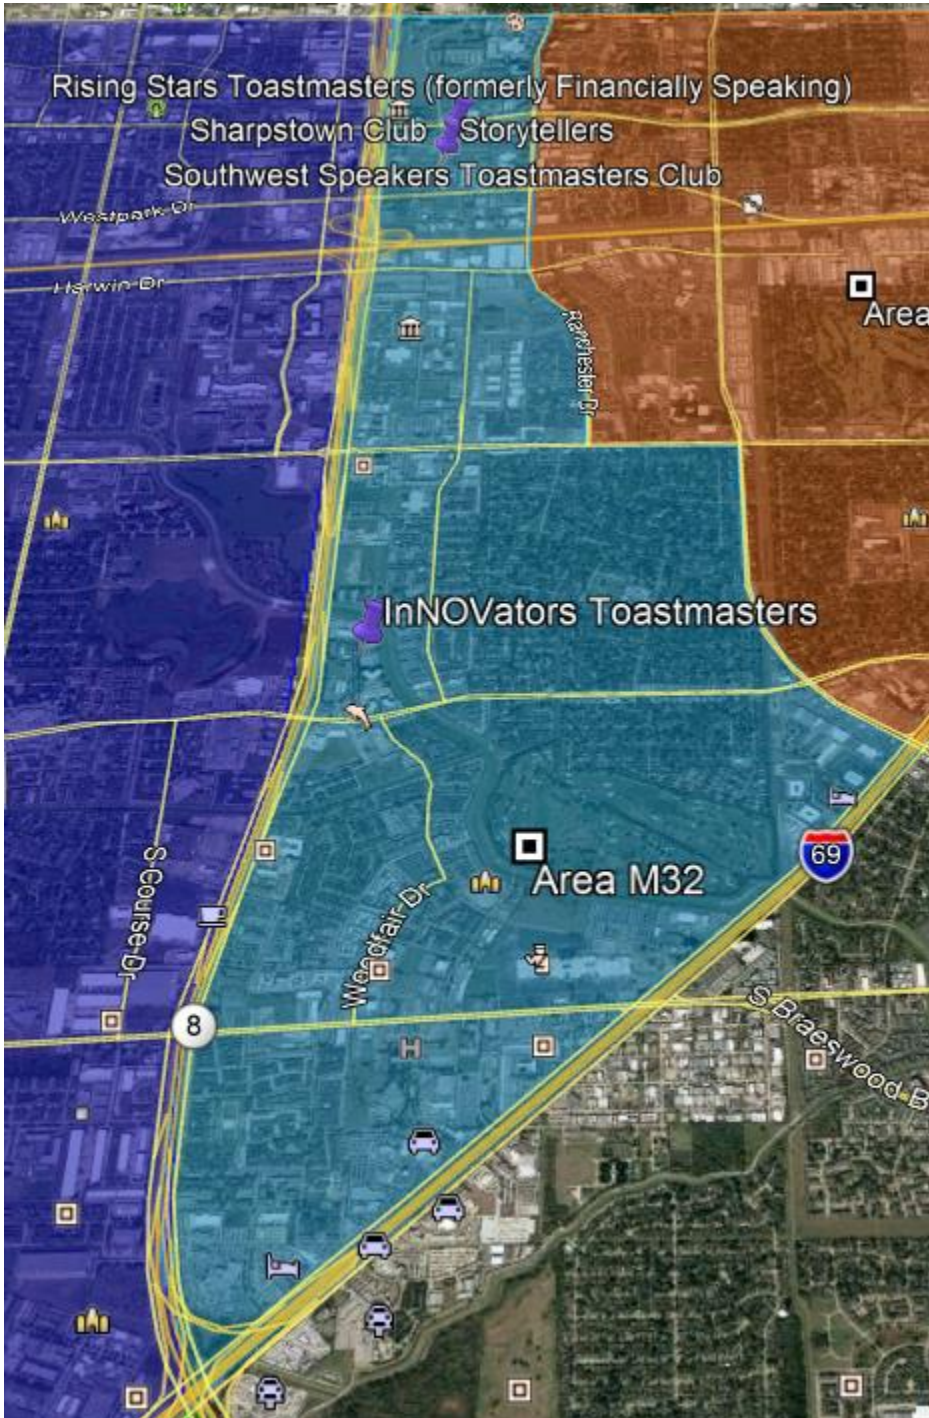 Rising Stars Toastmasters (formerly Financially Speaking)
Sharpstown Club Storytellers
Southwest Speakers Toastmasters Club
Westpark Dr
Harwin Dr
Area
Ranchester Dr
InNOVators Toastmasters
69
Area M32
Woodfair Dr
S Course Dr
8
S Braeswood B
H